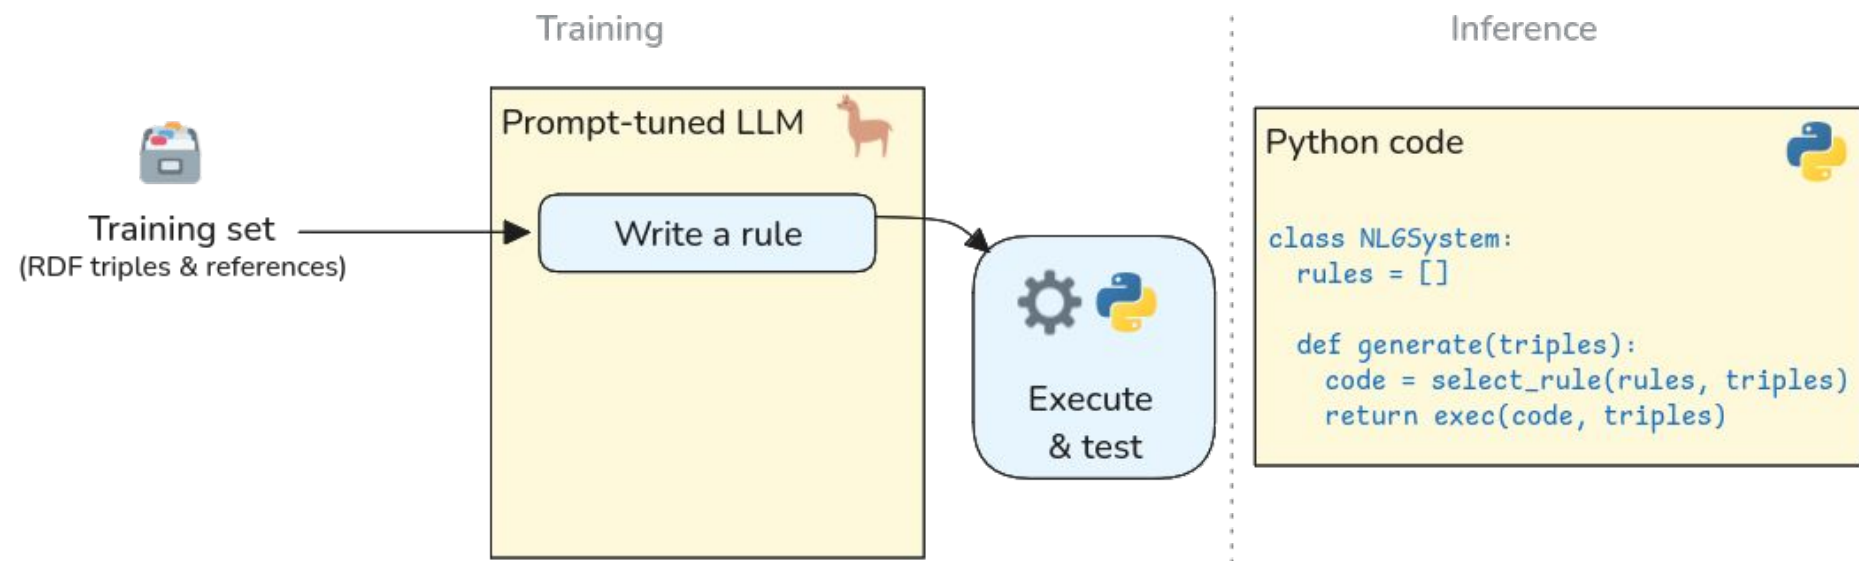 Training
Inference
Prompt-tuned LLM
Training set
(RDF triples & references)
Write a rule
Execute
& test
Python code
class NLGSystem:
rules = []
def generate(triples):
code = select_rule(rules, triples)
return exec(code, triples)